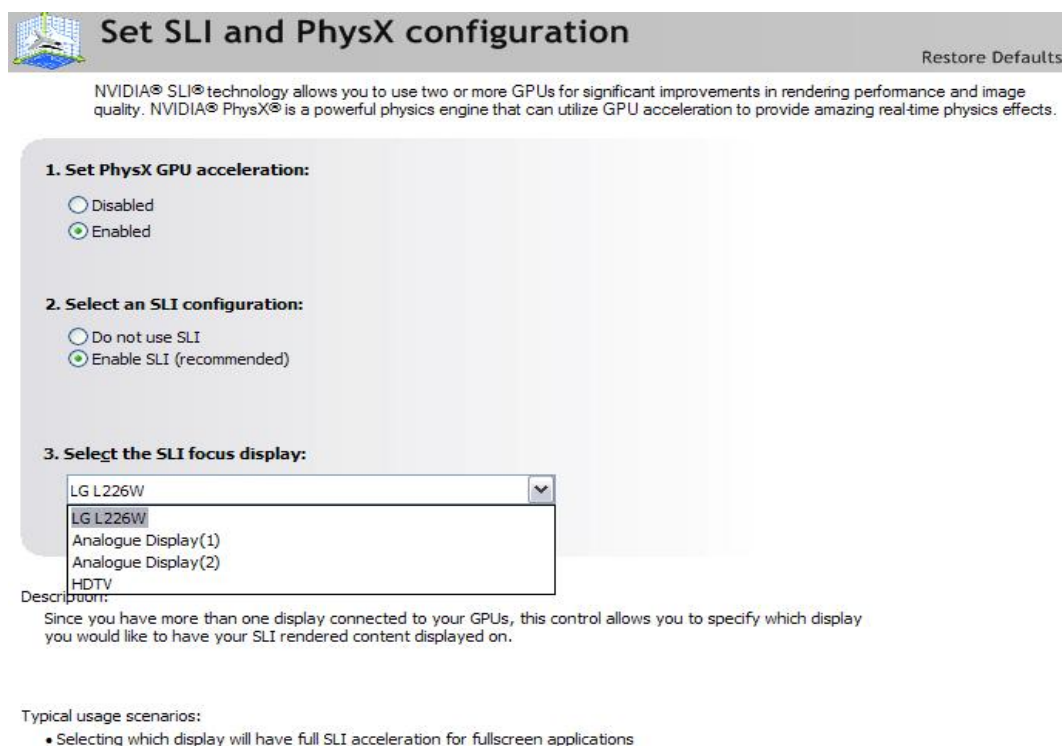 Set SLI and PhysX configuration
Restore Defaults
NVIDIA® SLI® technology allows you to use two or more GPUs for significant improvements in rendering performance and image
quality. NVIDIA® PhysX® is a powerful physics engine that can utilize GPU acceleration to provide amazing real-time physics effects.
1. Set PhysX GPU acceleration:
Disabled
Enabled
2. Select an SLI configuration:
Do not use SLI
Enable SLI (recommended)
3. Select the SLI focus display:
LG L226W
LG L226W
Analogue Display(1)
Analogue Display(2)
HDTV
Description:
Since you have more than one display connected to your GPUs, this control allows you to specify which display
you would like to have your SLI rendered content displayed on.
Typical usage scenarios:
• Selecting which display will have full SLI acceleration for fullscreen applications